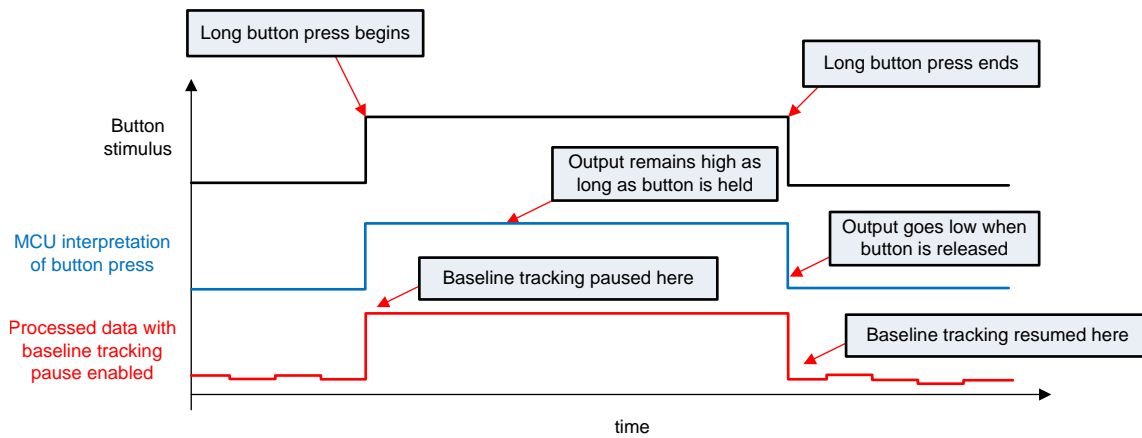 Long button press begins
Long button press ends
Button
stimulus
Output remains high as
long as button is held
MCU interpretation
of button press
Output goes low when
button is released
Baseline tracking paused here
Processed data with
baseline tracking
pause enabled
Baseline tracking resumed here
time